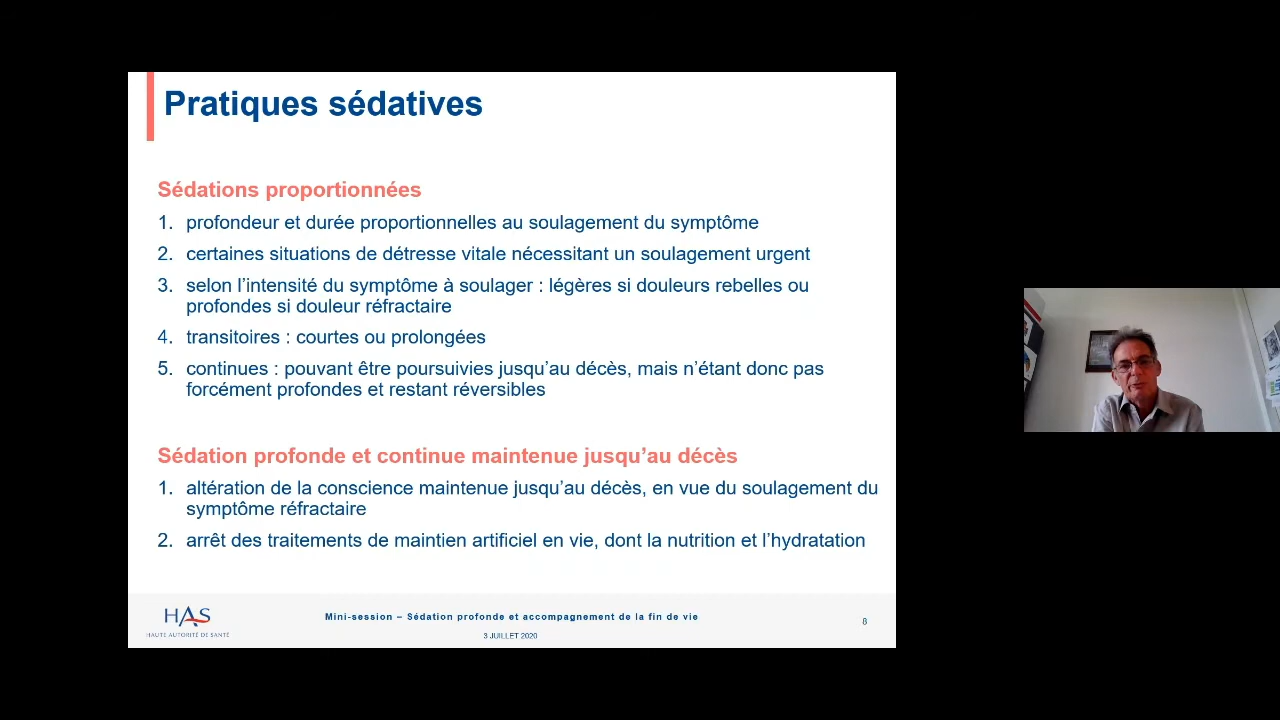 Pratiques sédatives
Sédations proportionnées
1. profondeur et durée proportionnelles au soulagement du symptôme
2. certaines situations de détresse vitale nécessitant un soulagement urgent
3. selon l'intensité du symptôme à soulager : légères si douleurs rebelles ou
profondes si douleur réfractaire
4. transitoires : courtes ou prolongées
5. continues : pouvant être poursuivies jusqu'au décès, mais n'étant donc pas
forcément profondes et restant réversibles
Sédation profonde et continue maintenue jusqu'au décès
1. altération de la conscience maintenue jusqu'au décès, en vue du soulagement du
symptôme réfractaire
2. arrêt des traitements de maintien artificiel en vie, dont la nutrition et l'hydratation
HAS
HAUTE AUTORITÉ DE SANTÉ
Mini-session – Sédation profonde et accompagnement de la fin de vie
3 JUILLET 2020
8